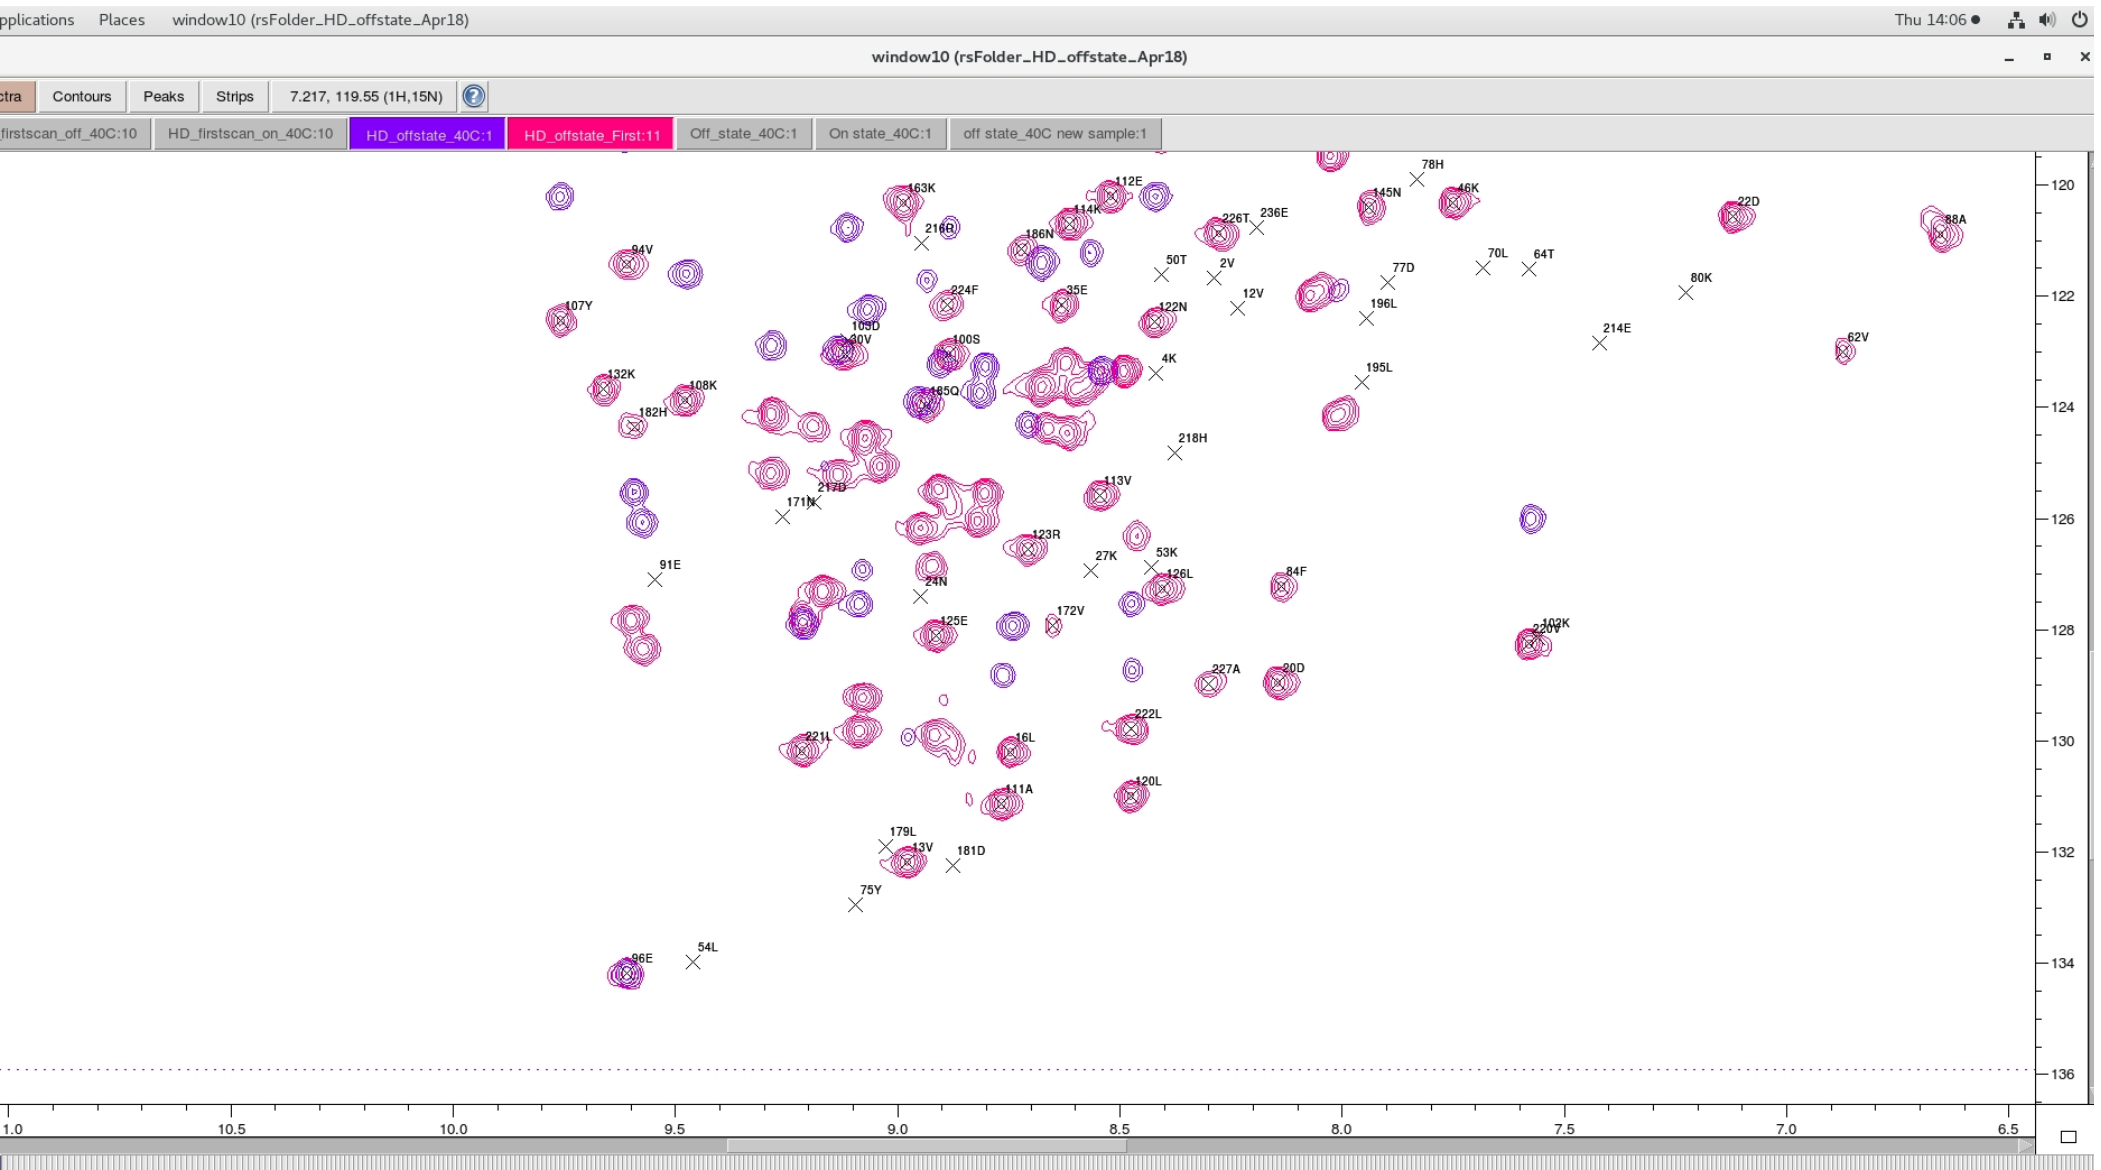 pplications Places window10 (rsFolder_HD_offstate_Apr18) Thu 14:06
window10 (rsFolder_HD_offstate_Apr18)
ctra Contours Peaks Strips 7.217, 119.55 (1H,15N) ?
firstscan_off_40C:10 HD_firstscan_on_40C:10 HD_offstate_40C:1 HD_offstate_First:11 Off_state_40C:1 On state_40C:1 off state_40C new sample:1
78H
163K 112E 145N 46K 120
22D
114K 226T 236E 88A
216R 186N
94V 50T 2V 77D 70L 64T
80K
224F 35E 12V 122
107Y 122N 196L
103D 214E
30V 100S 62V
4K 195L
132K 108K 185Q
182H 124
218H
113V
217D
171N 126
123R
91E 27K 53K
24N 126L 84F
125E 172V 102K
220V 128
227A 20D
222L
221L 16L 130
111A 120L
179L
13V 181D 132
75Y
54L
96E 134
136
1.0 10.5 10.0 9.5 9.0 8.5 8.0 7.5 7.0 6.5